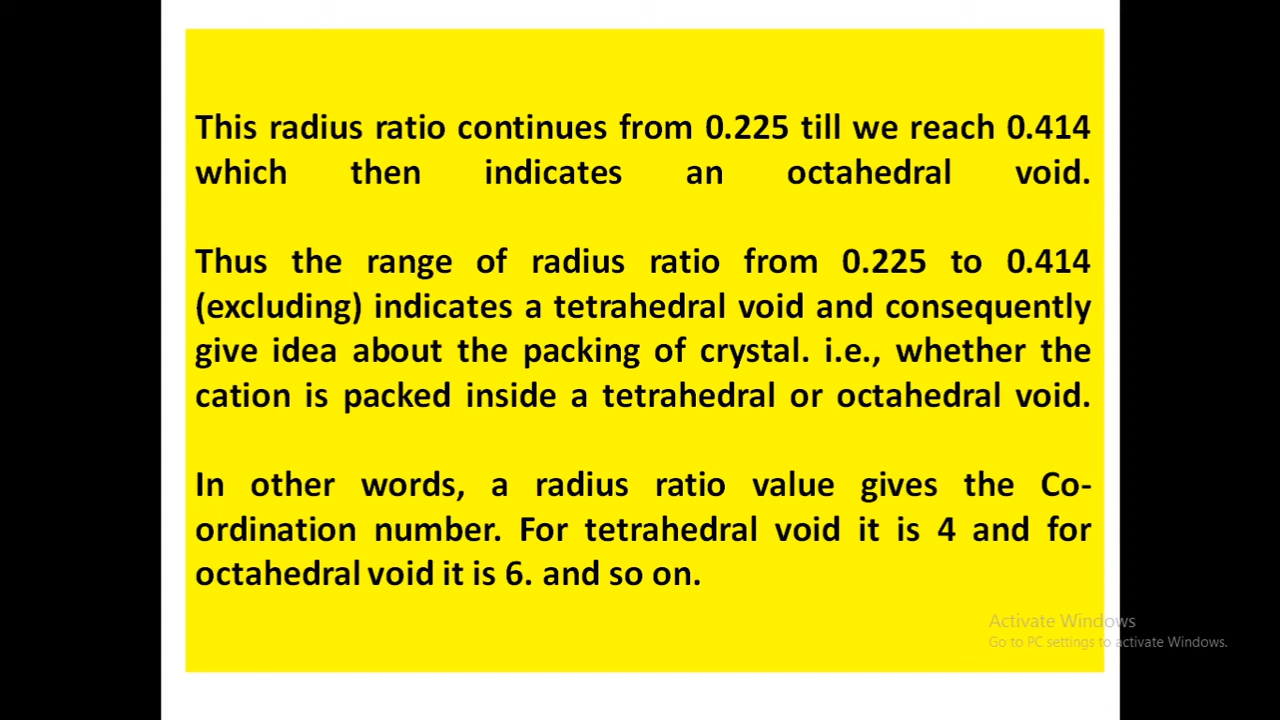 This radius ratio continues from 0.225 till we reach 0.414
which then indicates an octahedral void.
Thus the range of radius ratio from 0.225 to 0.414
(excluding) indicates a tetrahedral void and consequently
give idea about the packing of crystal. i.e., whether the
cation is packed inside a tetrahedral or octahedral void.
In other words, a radius ratio value gives the Co-
ordination number. For tetrahedral void it is 4 and for
octahedral void it is 6. and so on.
Activate Windows
Go to PC settings to activate Windows.